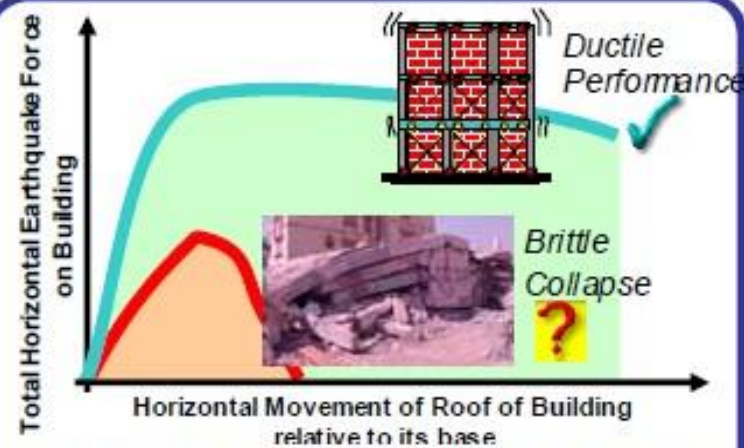 Total Horizontal Earthquake Force
on Building
Ductile
Performance
Brittle
Collapse
?
Horizontal Movement of Roof of Building
relative to its base